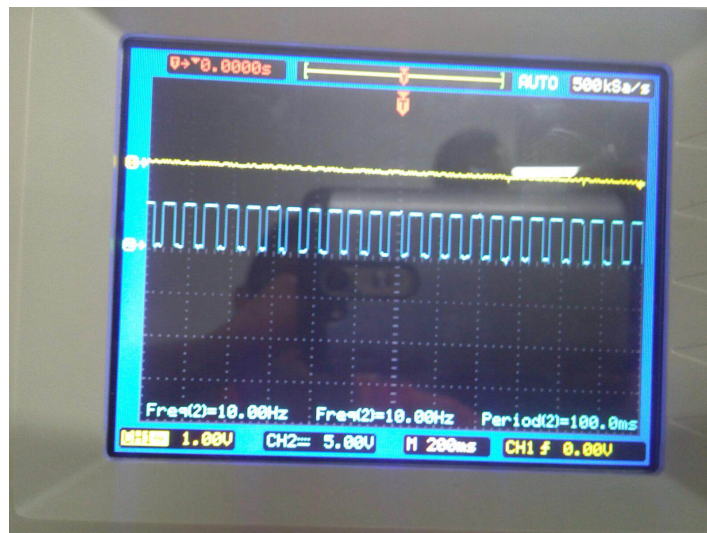 0.0000s
AUTO 500kSa/s
Freq(2)=10.00Hz Freq(2)=10.00Hz Period(2)=100.0ms
CH1 1.00V CH2 5.00V M 200ms CH1 0.00V